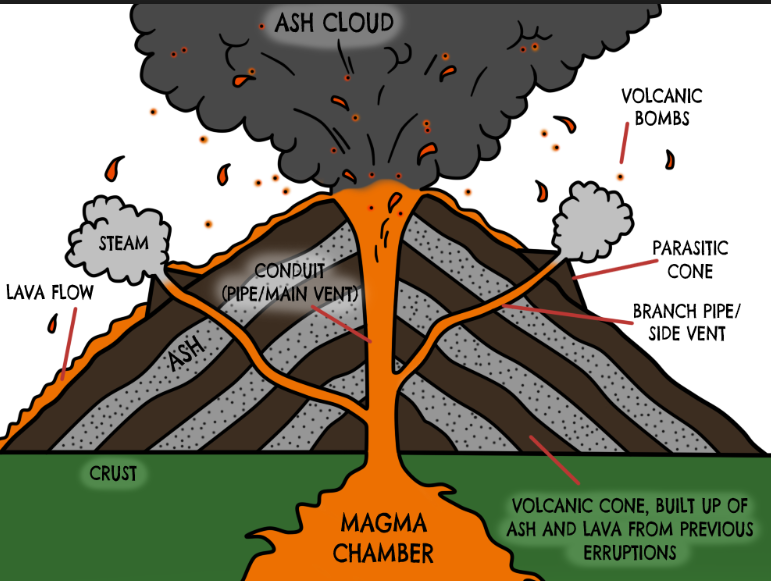 ASH CLOUD
VOLCANIC
BOMBS
STEAM
PARASITIC
CONE
CONDUIT
(PIPE/MAIN VENT)
LAVA FLOW
BRANCH PIPE/
SIDE VENT
ASH
CRUST
VOLCANIC CONE, BUILT UP OF
ASH AND LAVA FROM PREVIOUS
ERRUPTIONS
MAGMA
CHAMBER